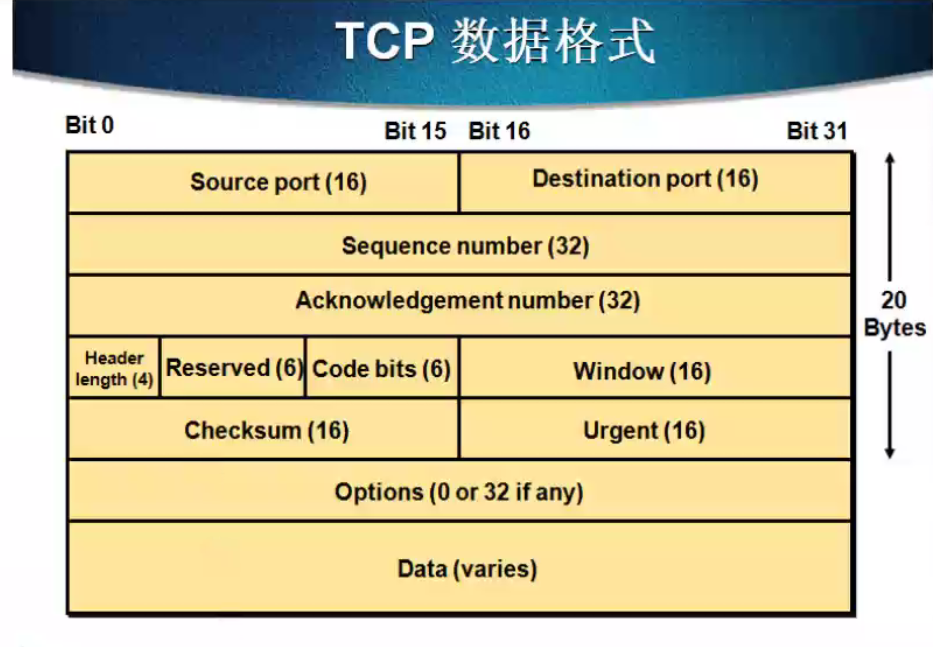 TCP 数据格式
Bit 0
Bit 15
Bit 16
Bit 31
Source port (16)
Destination port (16)
Sequence number (32)
Acknowledgement number (32)
20
Bytes
Header
length (4)
Reserved (6)
Code bits (6)
Window (16)
Checksum (16)
Urgent (16)
Options (0 or 32 if any)
Data (varies)